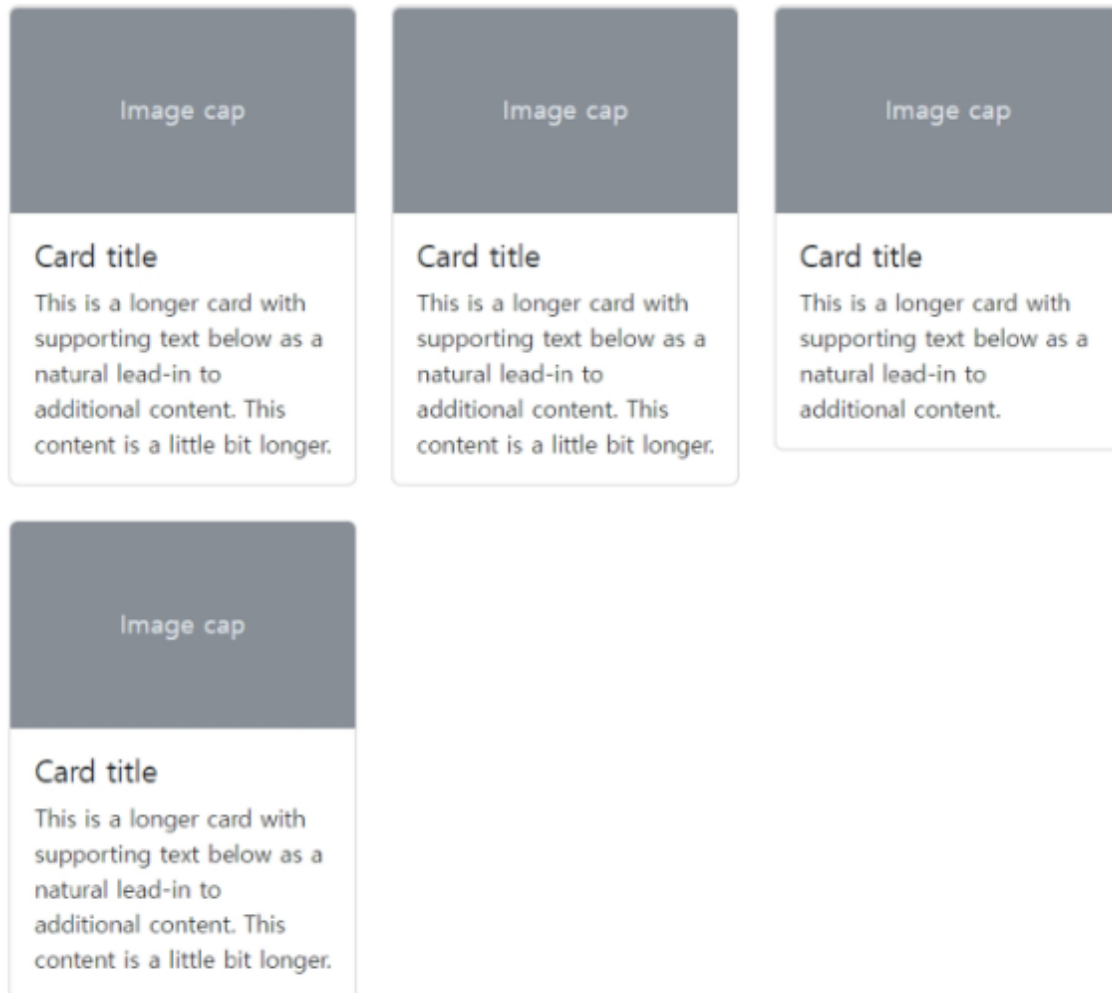 Image cap
Card title
This is a longer card with
supporting text below as a
natural lead-in to
additional content. This
content is a little bit longer.
Image cap
Card title
This is a longer card with
supporting text below as a
natural lead-in to
additional content. This
content is a little bit longer.
Image cap
Card title
This is a longer card with
supporting text below as a
natural lead-in to
additional content.
Image cap
Card title
This is a longer card with
supporting text below as a
natural lead-in to
additional content. This
content is a little bit longer.